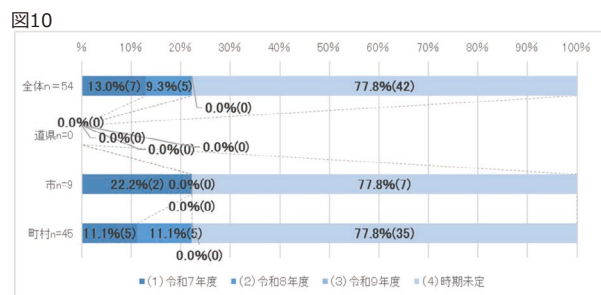 図10
% 10% 20% 30% 40% 50% 60% 70% 80% 90% 100%
全体n=54 13.0%(7) 9.3%(5) 77.8%(42)
0.0%(0)
0.0%(0)
道県n=0 0.0%(0)
0.0%(0) 0.0%(0)
市n=9 22.2%(2) 0.0%(0) 77.8%(7)
0.0%(0)
町村n=45 11.1%(5) 11.1%(5) 77.8%(35)
0.0%(0)
■(1)令和7年度 ■(2)令和8年度 ■(3)令和9年度 ■(4)時期未定